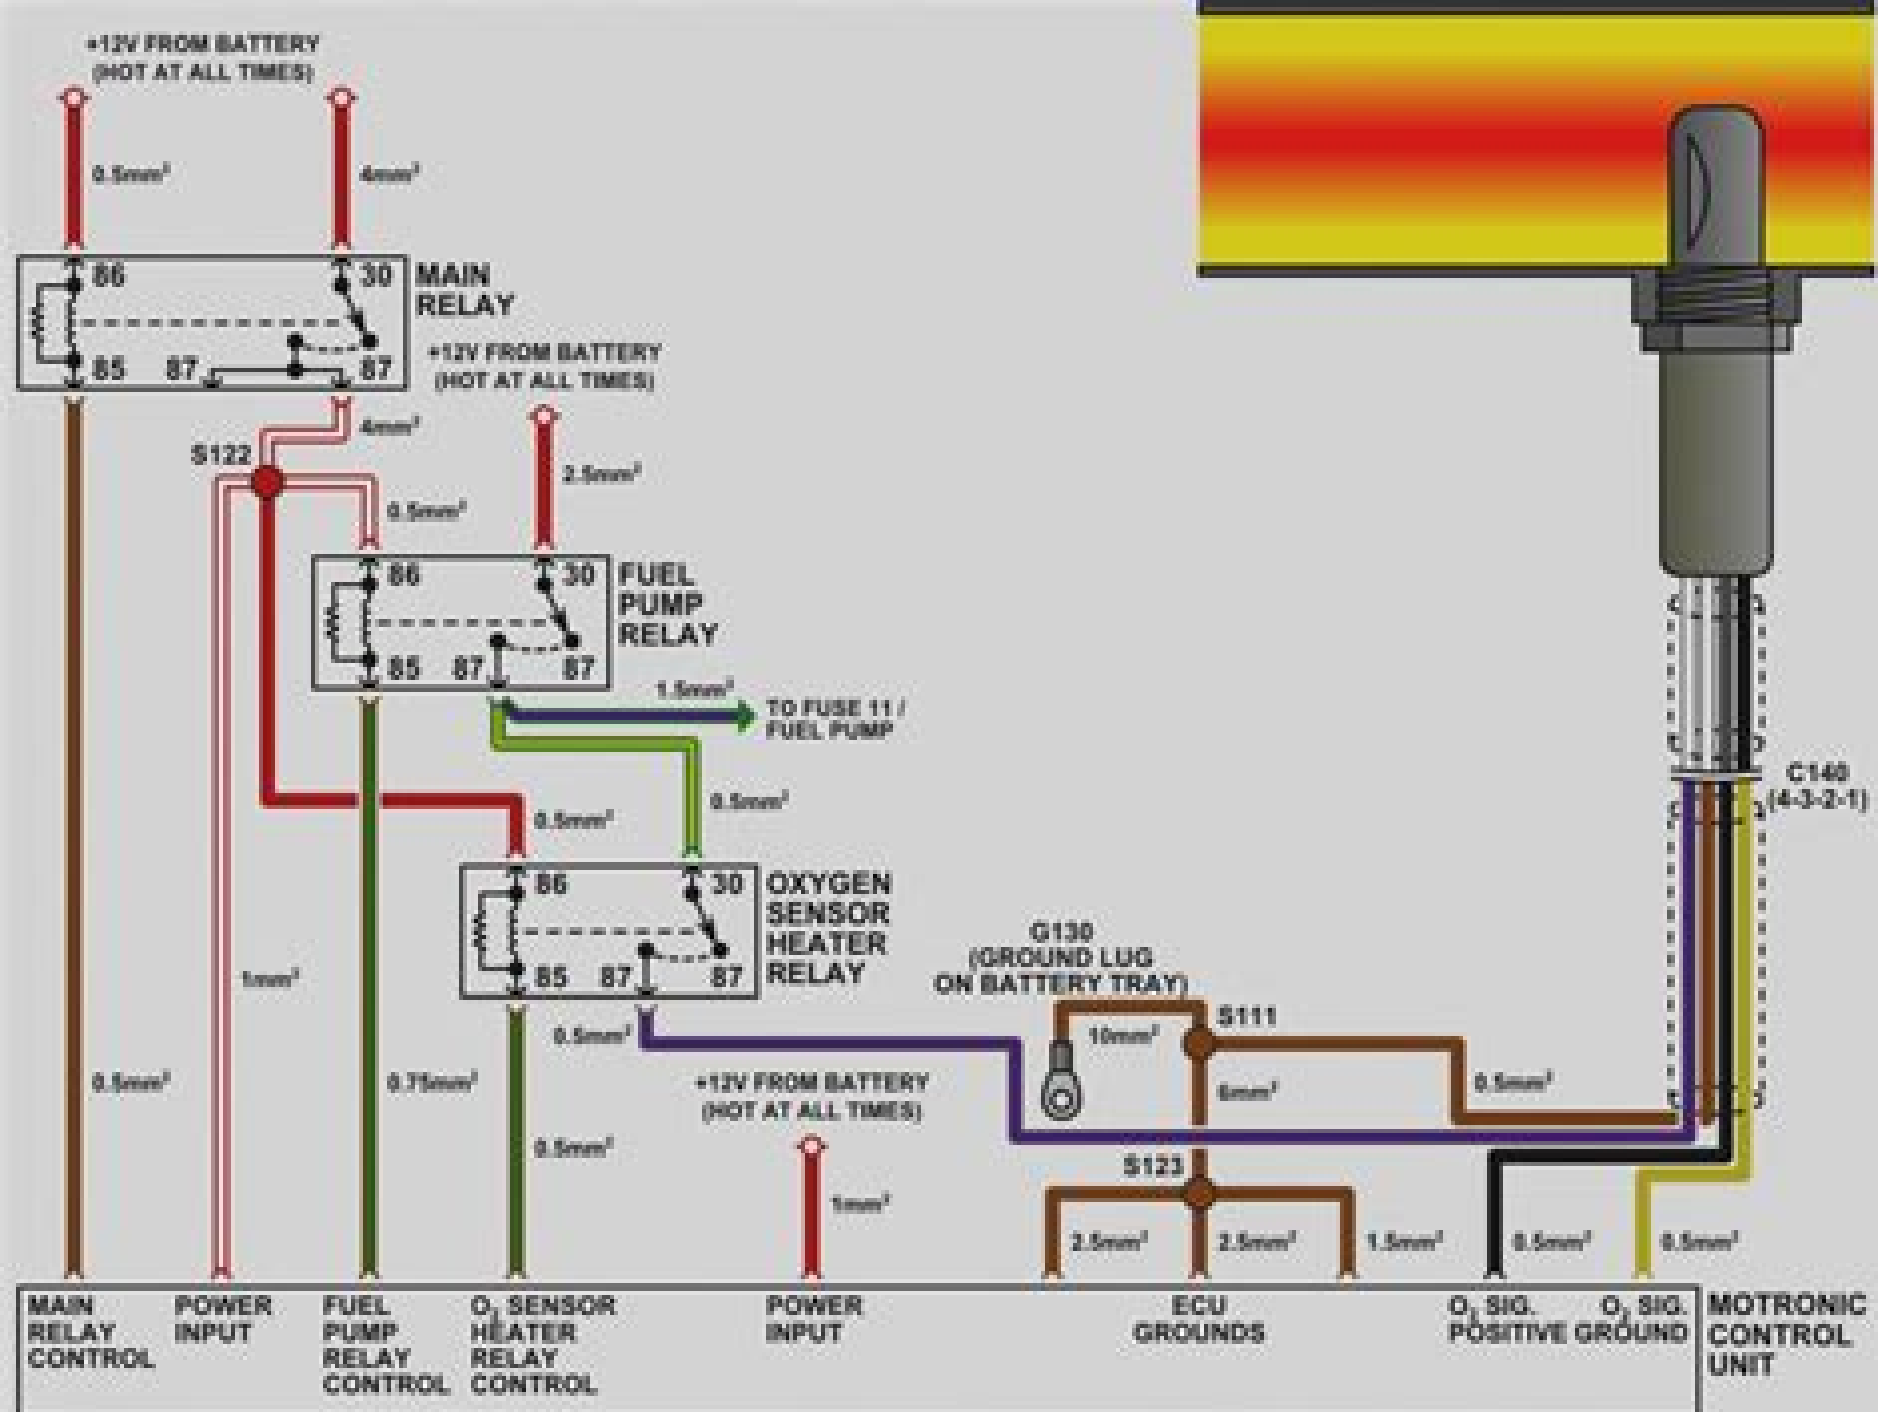 +12V FROM BATTERY
(HOT AT ALL TIMES)
0.5mm²
4mm²
86
30
MAIN
RELAY
85
87
87
+12V FROM BATTERY
(HOT AT ALL TIMES)
4mm²
S122
2.5mm²
0.5mm²
86
30
FUEL
PUMP
RELAY
85
87
87
1.5mm²
TO FUSE 11 /
FUEL PUMP
C140
(4-3-2-1)
0.5mm²
0.5mm²
86
30
OXYGEN
SENSOR
HEATER
RELAY
85
87
87
1mm²
G130
(GROUND LUG
ON BATTERY TRAY)
S111
0.5mm²
10mm²
0.5mm²
0.75mm²
+12V FROM BATTERY
(HOT AT ALL TIMES)
6mm²
0.5mm²
0.5mm²
S123
1mm²
2.5mm²
2.5mm²
1.5mm²
0.5mm²
0.5mm²
MAIN
RELAY
CONTROL
POWER
INPUT
FUEL
PUMP
RELAY
CONTROL
O₂ SENSOR
HEATER
RELAY
CONTROL
POWER
INPUT
ECU
GROUNDS
O₂ SIG.
POSITIVE
O₂ SIG.
GROUND
MOTRONIC
CONTROL
UNIT